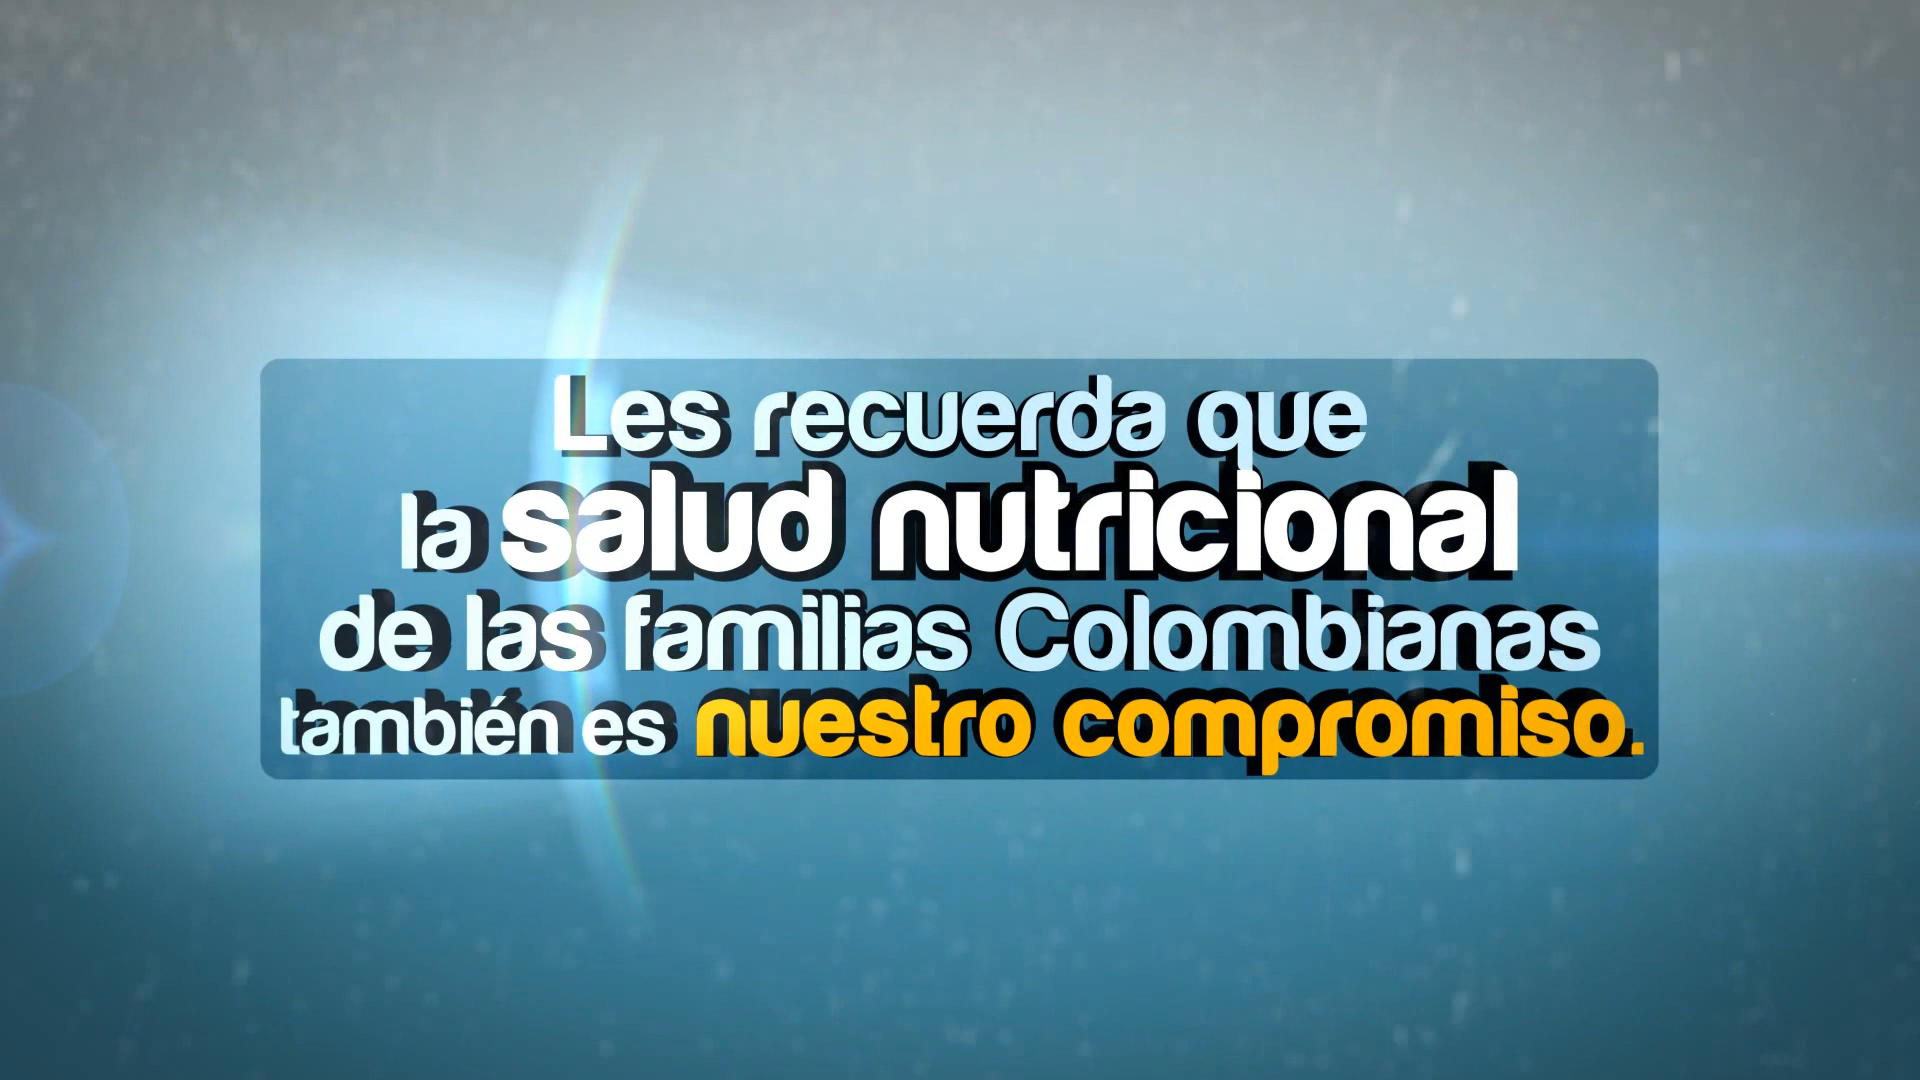 Les recuerda que
la salud nutricional
de las familias Colombianas
también es nuestro compromiso.